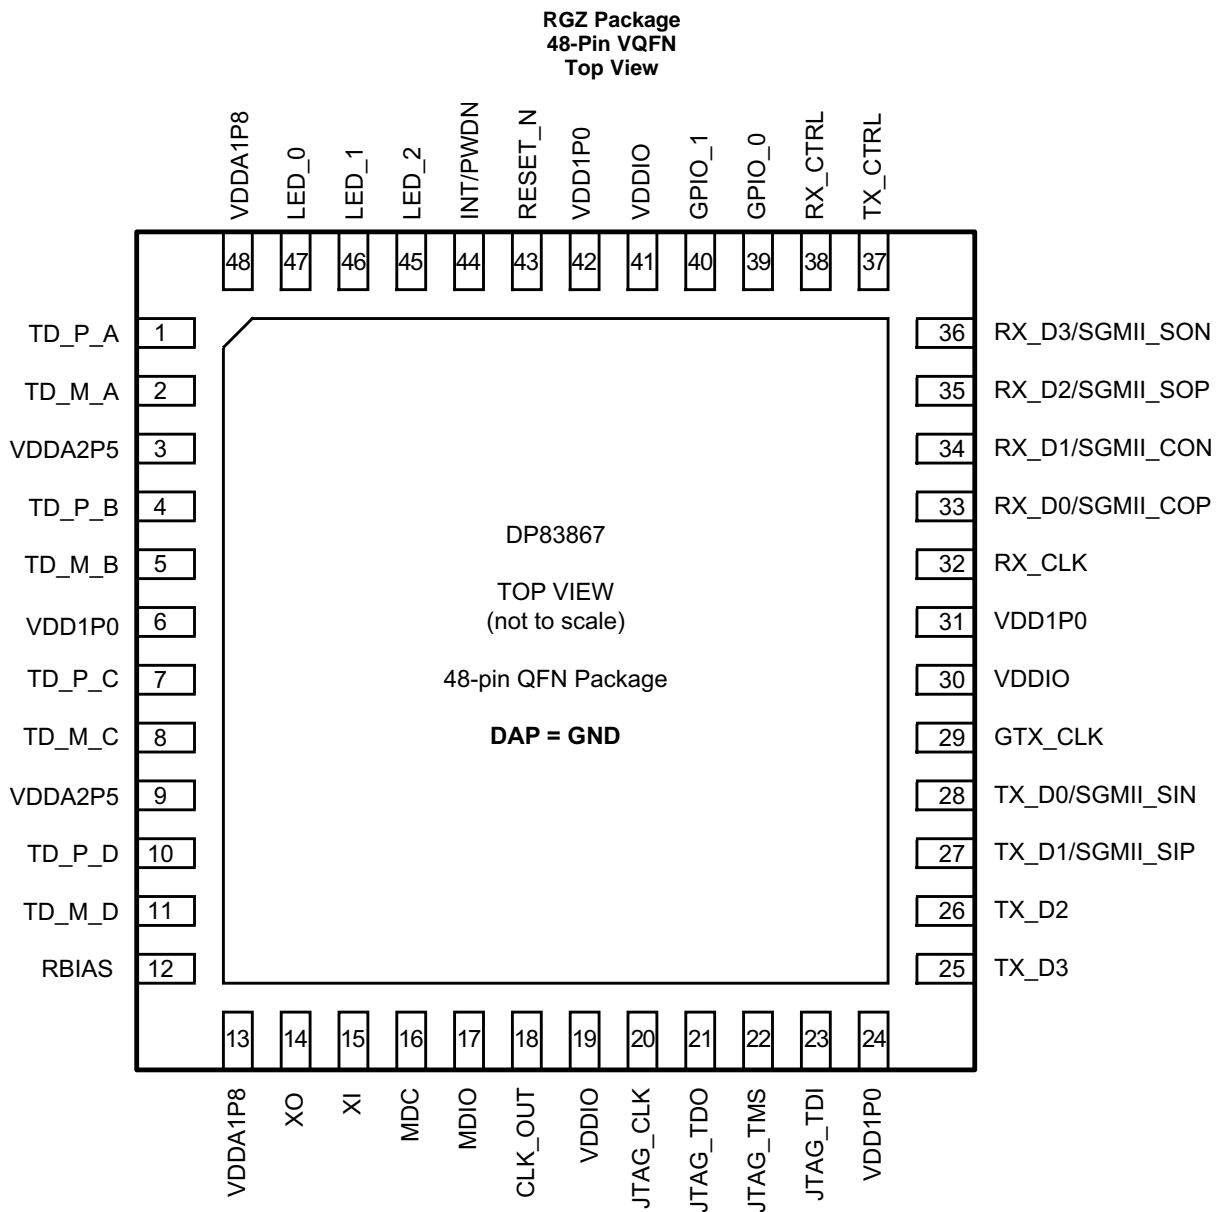 RGZ Package
48-Pin VQFN
Top View
VDDA1P8
LED_0
LED_1
LED_2
INT/PWDN
RESET_N
VDD1P0
VDDIO
GPIO_1
GPIO_0
RX_CTRL
TX_CTRL
48 47 46 45 44 43 42 41 40 39 38 37
TD_P_A 1
36 RX_D3/SGMII_SON
TD_M_A 2
35 RX_D2/SGMII_SOP
VDDA2P5 3
34 RX_D1/SGMII_CON
TD_P_B 4
33 RX_D0/SGMII_COP
TD_M_B 5
32 RX_CLK
VDD1P0 6
31 VDD1P0
TD_P_C 7
30 VDDIO
TD_M_C 8
29 GTX_CLK
VDDA2P5 9
28 TX_D0/SGMII_SIN
TD_P_D 10
27 TX_D1/SGMII_SIP
TD_M_D 11
26 TX_D2
RBIAS 12
25 TX_D3
DP83867
TOP VIEW
(not to scale)
48-pin QFN Package
DAP = GND
13 14 15 16 17 18 19 20 21 22 23 24
VDDA1P8
XO
XI
MDC
MDIO
CLK_OUT
VDDIO
JTAG_CLK
JTAG_TDO
JTAG_TMS
JTAG_TDI
VDD1P0